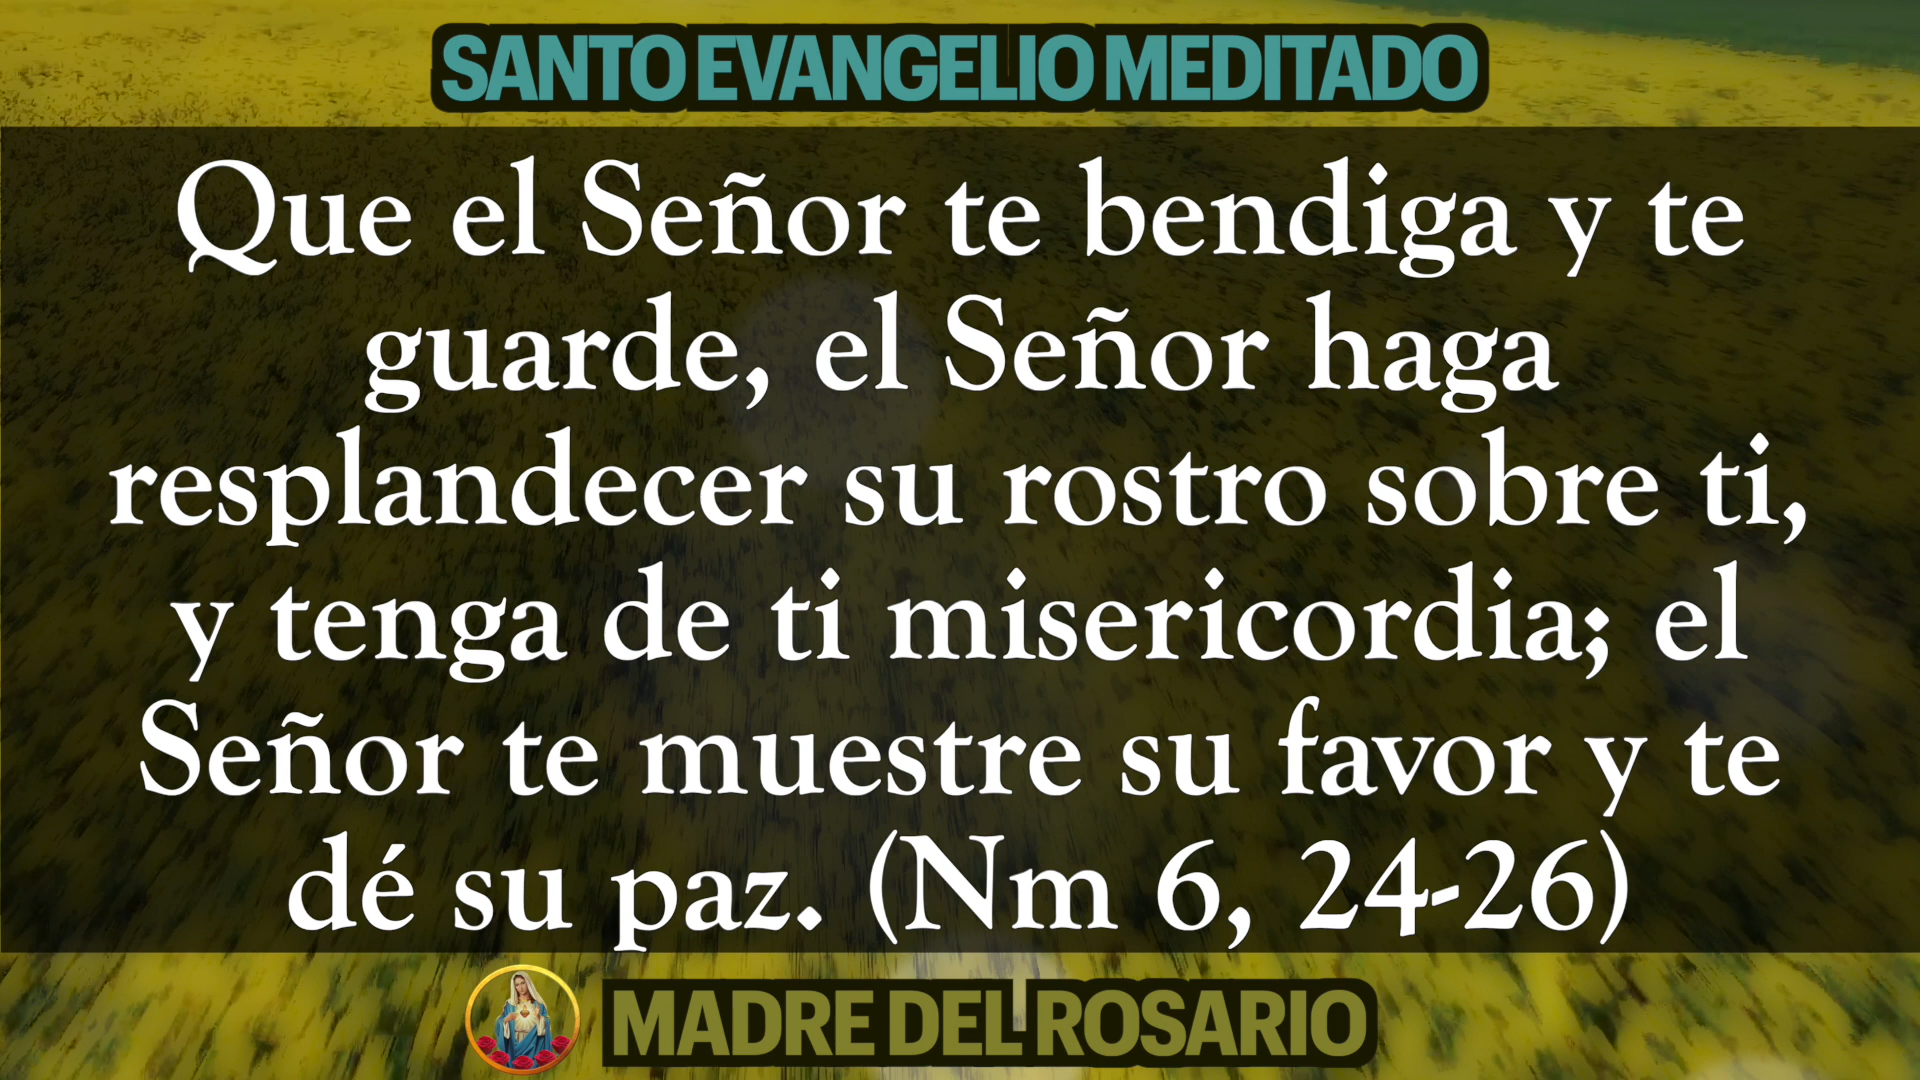 SANTO EVANGELIO MEDITADO
Que el Señor te bendiga y te
guarde, el Señor haga
resplandecer su rostro sobre ti,
y tenga de ti misericordia; el
Señor te muestre su favor y te
dé su paz. (Nm 6, 24-26)
MADRE DEL ROSARIO